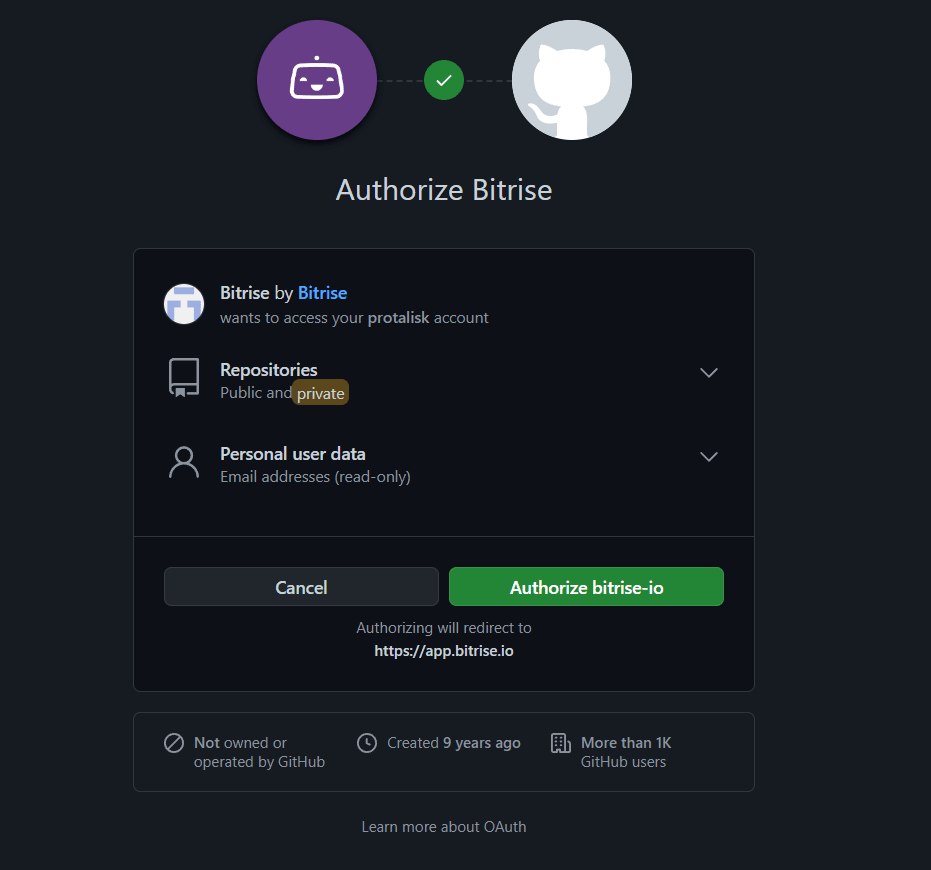 Authorize Bitrise
Bitrise by Bitrise
wants to access your protalisk account
Repositories
Public and private
Personal user data
Email addresses (read-only)
Cancel
Authorize bitrise-io
Authorizing will redirect to
https://app.bitrise.io
Not owned or
operated by GitHub
Created 9 years ago
More than 1K
GitHub users
Learn more about OAuth